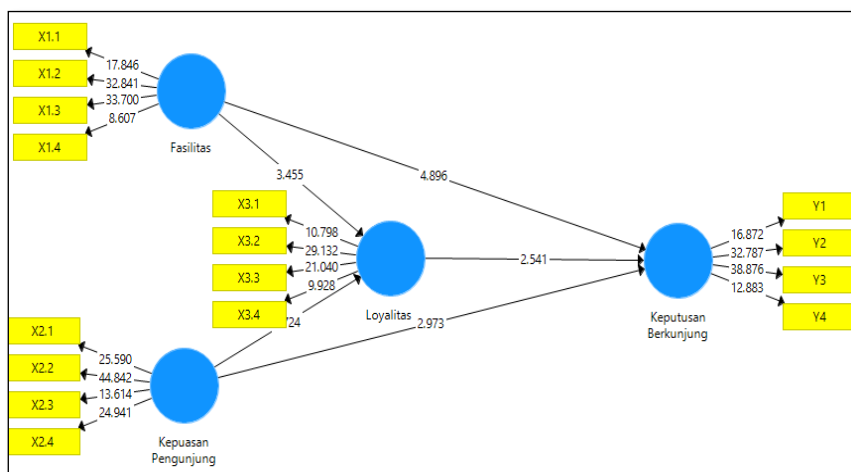 X1.1
17.846
X1.2
32.841
X1.3
33.700
X1.4
8.607
Fasilitas
3.455
4.896
X3.1
10.798
X3.2
29.132
X3.3
21.040
X3.4
9.928
Loyalitas
2.541
724
2.973
Y1
16.872
Y2
32.787
Y3
38.876
Y4
12.883
Keputusan
Berkunjung
X2.1
25.590
X2.2
44.842
X2.3
13.614
X2.4
24.941
Kepuasan
Pengunjung